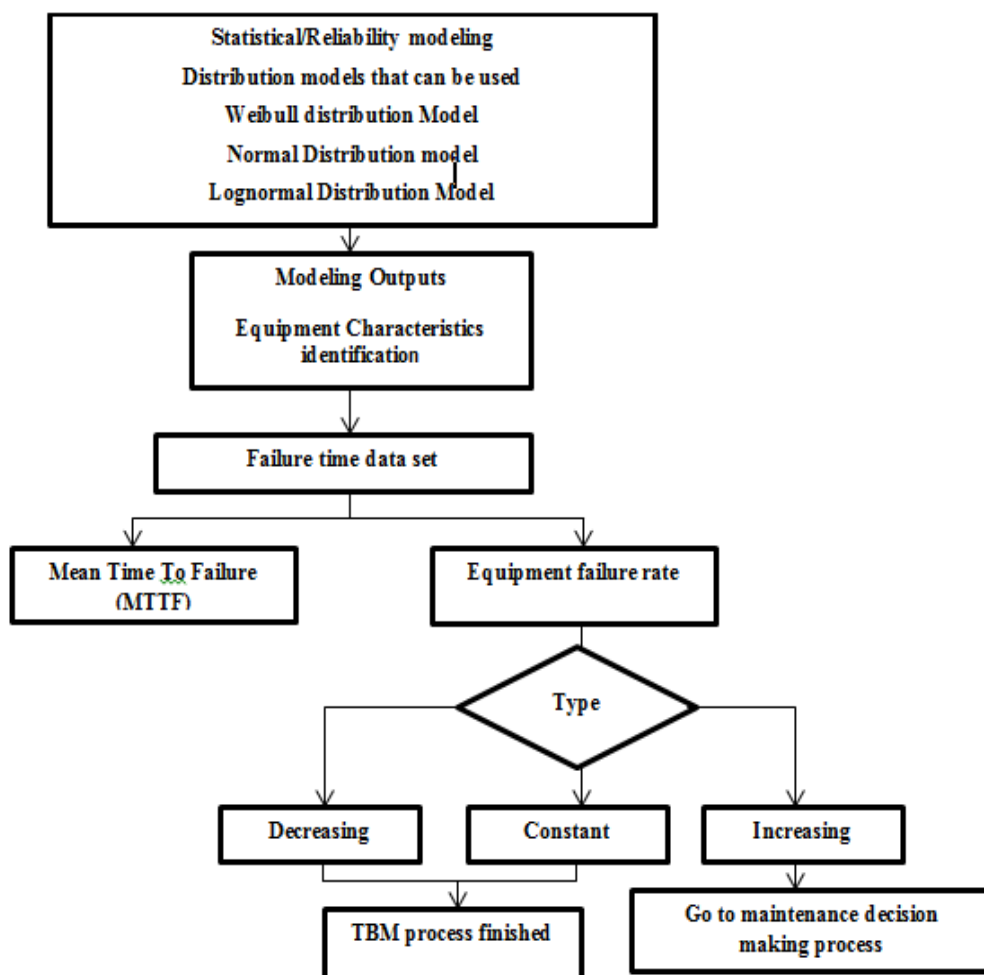 Statistical/Reliability modeling
Distribution models that can be used
Weibull distribution Model
Normal Distribution model
Lognormal Distribution Model
Modeling Outputs
Equipment Characteristics
identification
Failure time data set
Mean Time To Failure
(MTTF)
Equipment failure rate
Type
Decreasing
Constant
Increasing
TBM process finished
Go to maintenance decision
making process